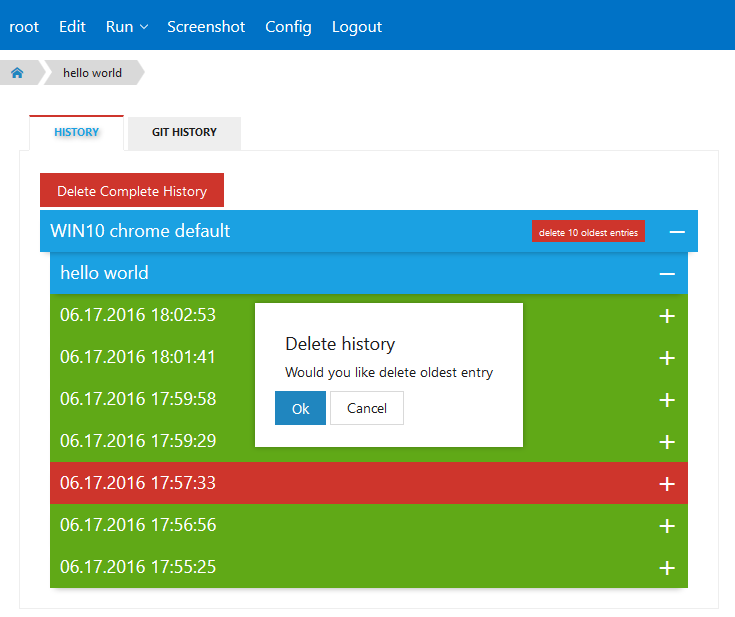 root Edit Run Screenshot Config Logout
hello world
HISTORY GIT HISTORY
Delete Complete History
WIN10 chrome default delete 10 oldest entries
hello world
06.17.2016 18:02:53
06.17.2016 18:01:41
06.17.2016 17:59:58
06.17.2016 17:59:29
06.17.2016 17:57:33
06.17.2016 17:56:56
06.17.2016 17:55:25
Delete history
Would you like delete oldest entry
Ok Cancel